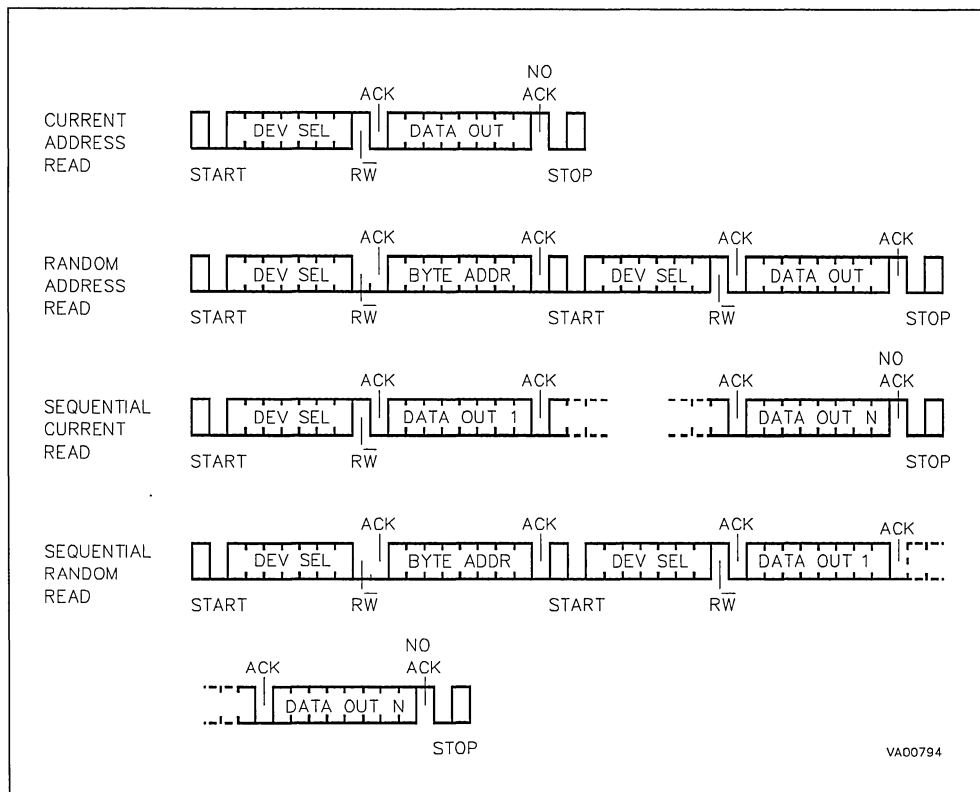 NO
ACK ACK
CURRENT ADDRESS READ
DEV SEL DATA OUT
START RW̅ STOP
ACK ACK ACK ACK
RANDOM ADDRESS READ
DEV SEL BYTE ADDR DEV SEL DATA OUT
START RW̅ START RW̅ STOP
NO
ACK ACK ACK ACK
SEQUENTIAL CURRENT READ
DEV SEL DATA OUT 1 DATA OUT N
START RW̅ STOP
ACK ACK ACK ACK
SEQUENTIAL RANDOM READ
DEV SEL BYTE ADDR DEV SEL DATA OUT 1
START RW̅ START RW̅
NO
ACK ACK
DATA OUT N
STOP
VA00794